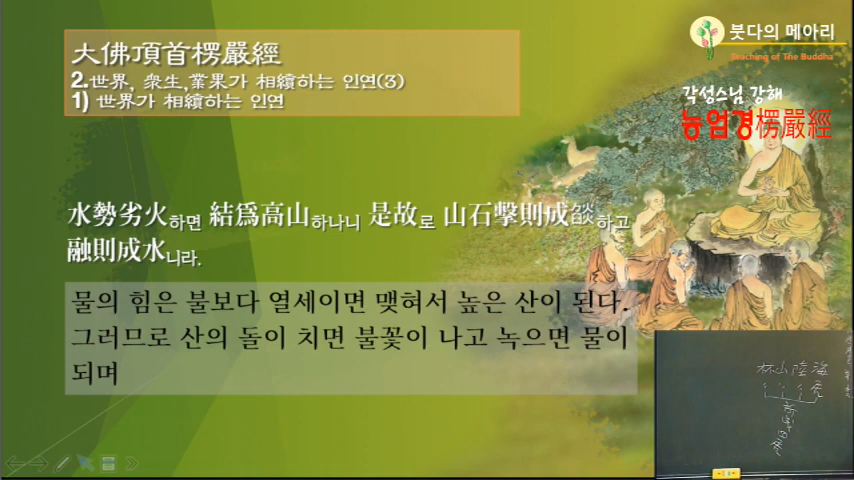 大佛頂首楞嚴經
2.世界, 衆生,業果가 相續하는 인연(3)
1) 世界가 相續하는 인연
붓다의 메아리
Teaching of The Buddha
각성스님 강해
능엄경楞嚴經
水勢劣火하면 結爲高山하나니 是故로 山石擊則成燄하고
融則成水니라.
물의 힘은 불보다 열세이면 맺혀서 높은 산이 된다.
그러므로 산의 돌이 치면 불꽃이 나고 녹으면 물이
되며
林山陸海